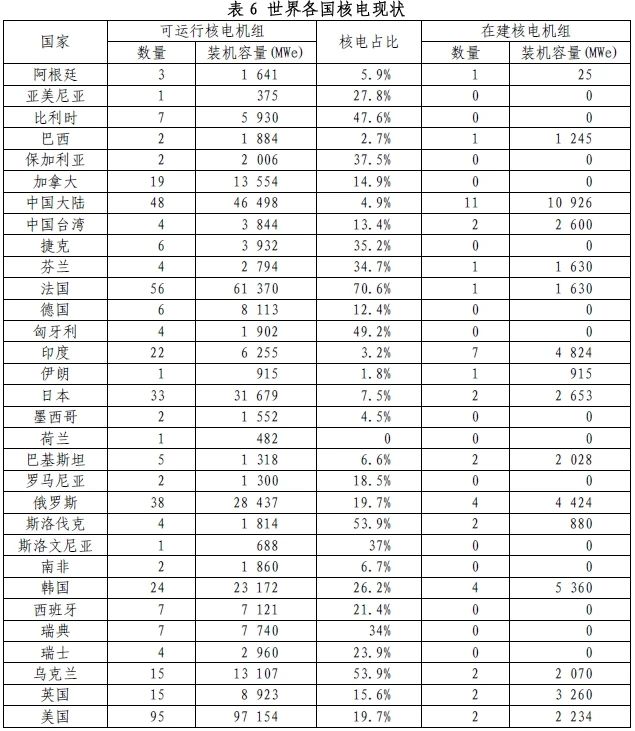 表 6 世界各国核电现状
国家 可运行核电机组 核电占比 在建核电机组
数量 装机容量(MWe) 数量 装机容量(MWe)
阿根廷 3 1 641 5.9% 1 25
亚美尼亚 1 375 27.8% 0 0
比利时 7 5 930 47.6% 0 0
巴西 2 1 884 2.7% 1 1 245
保加利亚 2 2 006 37.5% 0 0
加拿大 19 13 554 14.9% 0 0
中国大陆 48 46 498 4.9% 11 10 926
中国台湾 4 3 844 13.4% 2 2 600
捷克 6 3 932 35.2% 0 0
芬兰 4 2 794 34.7% 1 1 630
法国 56 61 370 70.6% 1 1 630
德国 6 8 113 12.4% 0 0
匈牙利 4 1 902 49.2% 0 0
印度 22 6 255 3.2% 7 4 824
伊朗 1 915 1.8% 1 915
日本 33 31 679 7.5% 2 2 653
墨西哥 2 1 552 4.5% 0 0
荷兰 1 482 0 0 0
巴基斯坦 5 1 318 6.6% 2 2 028
罗马尼亚 2 1 300 18.5% 0 0
俄罗斯 38 28 437 19.7% 4 4 424
斯洛伐克 4 1 814 53.9% 2 880
斯洛文尼亚 1 688 37% 0 0
南非 2 1 860 6.7% 0 0
韩国 24 23 172 26.2% 4 5 360
西班牙 7 7 121 21.4% 0 0
瑞典 7 7 740 34% 0 0
瑞士 4 2 960 23.9% 0 0
乌克兰 15 13 107 53.9% 2 2 070
英国 15 8 923 15.6% 2 3 260
美国 95 97 154 19.7% 2 2 234